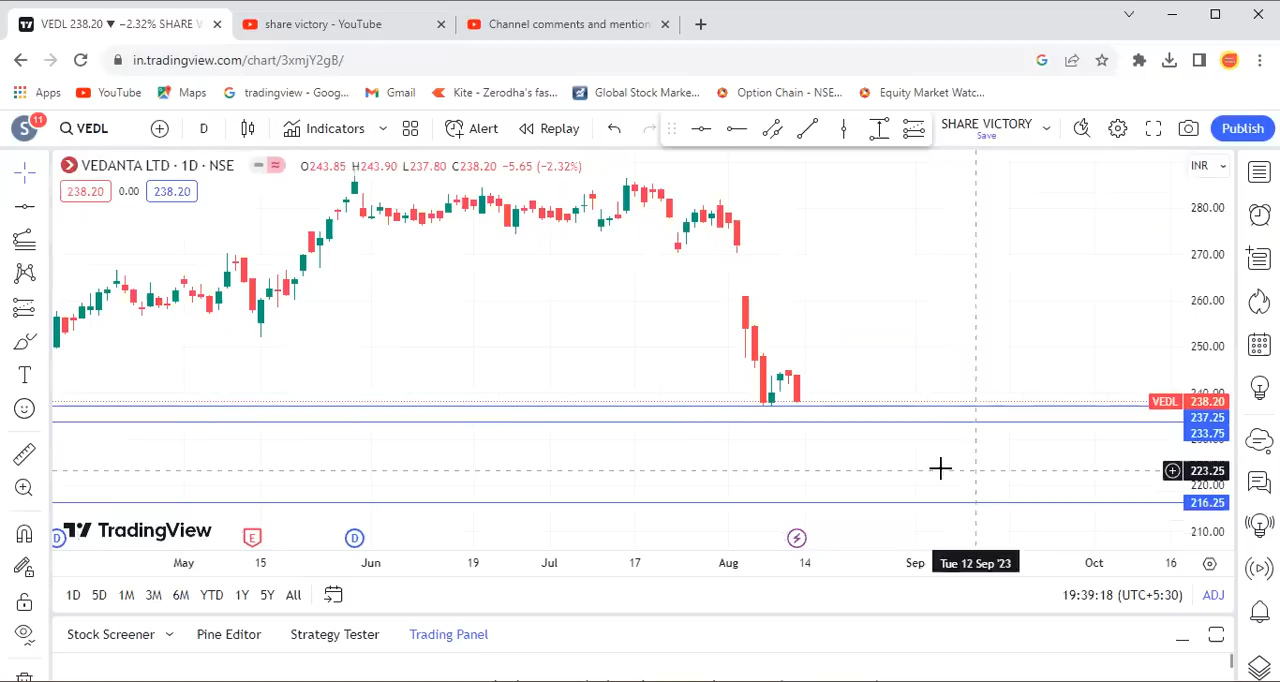 VEDL 238.20 ▼ −2.32% SHARE V
share victory - YouTube
Channel comments and mention
in.tradingview.com/chart/3xmjY2gB/
Apps YouTube Maps tradingview - Goog... Gmail Kite - Zerodha's fas... Global Stock Marke... Option Chain - NSE... Equity Market Watc...
S 11 VEDL D Indicators Alert Replay SHARE VICTORY Save Publish
VEDANTA LTD · 1D · NSE O243.85 H243.90 L237.80 C238.20 −5.65 (−2.32%) INR
238.20 0.00 238.20
280.00
270.00
260.00
250.00
VEDL 238.20
237.25
233.75
223.25
220.00
216.25
210.00
TradingView
D E D
May 15 Jun 19 Jul 17 Aug 14 Sep Tue 12 Sep '23 Oct 16
1D 5D 1M 3M 6M YTD 1Y 5Y All 19:39:18 (UTC+5:30) ADJ
Stock Screener Pine Editor Strategy Tester Trading Panel